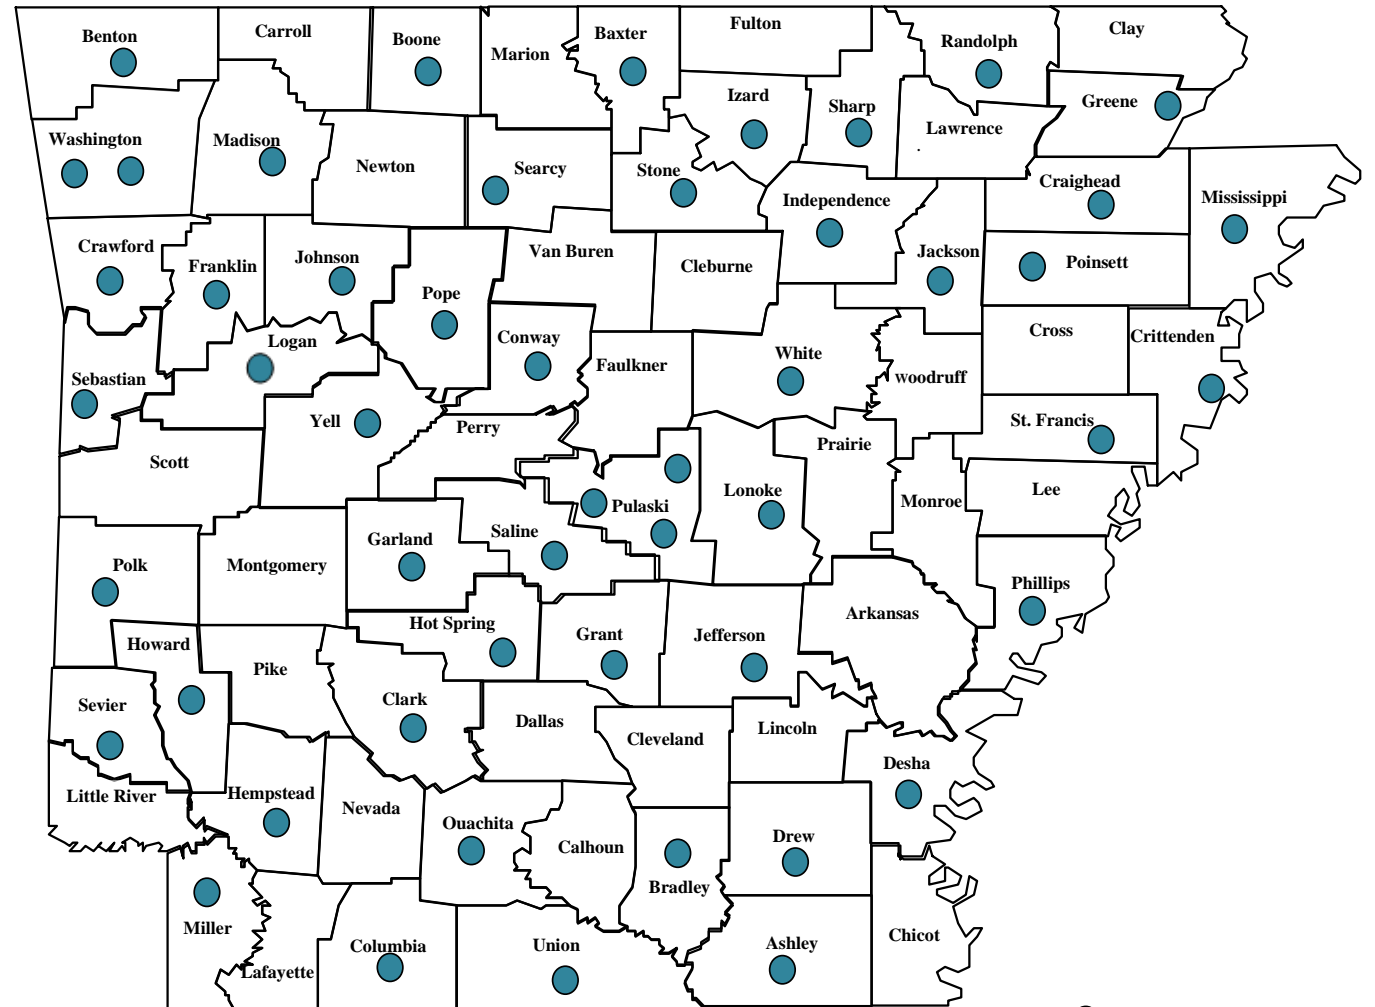 Benton
Carroll
Boone
Marion
Baxter
Fulton
Randolph
Clay
Izard
Sharp
Lawrence
Greene
Washington
Madison
Newton
Searcy
Stone
Independence
Craighead
Mississippi
Crawford
Franklin
Johnson
Pope
Van Buren
Cleburne
Jackson
Poinsett
Logan
Conway
Faulkner
White
woodruff
Cross
Crittenden
Sebastian
Yell
Perry
Prairie
St. Francis
Scott
Pulaski
Lonoke
Monroe
Lee
Polk
Montgomery
Garland
Saline
Arkansas
Phillips
Howard
Pike
Hot Spring
Grant
Jefferson
Sevier
Clark
Dallas
Cleveland
Lincoln
Desha
Little River
Hempstead
Nevada
Ouachita
Calhoun
Bradley
Drew
Miller
Lafayette
Columbia
Union
Ashley
Chicot